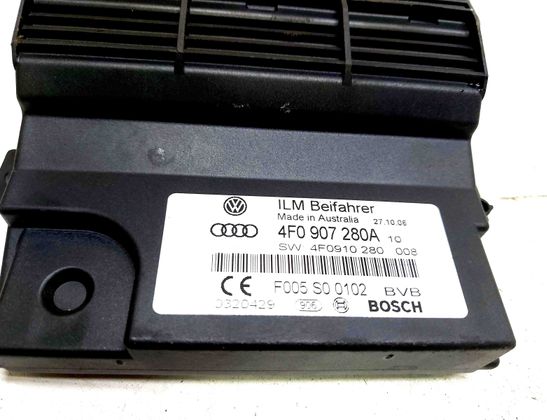 ILM Beifahrer
Made in Australia 27.10.06
4F0 907 280A 10
SW: 4F0910 280 008
F005 S0 0102 BVB
0320429 906 BOSCH